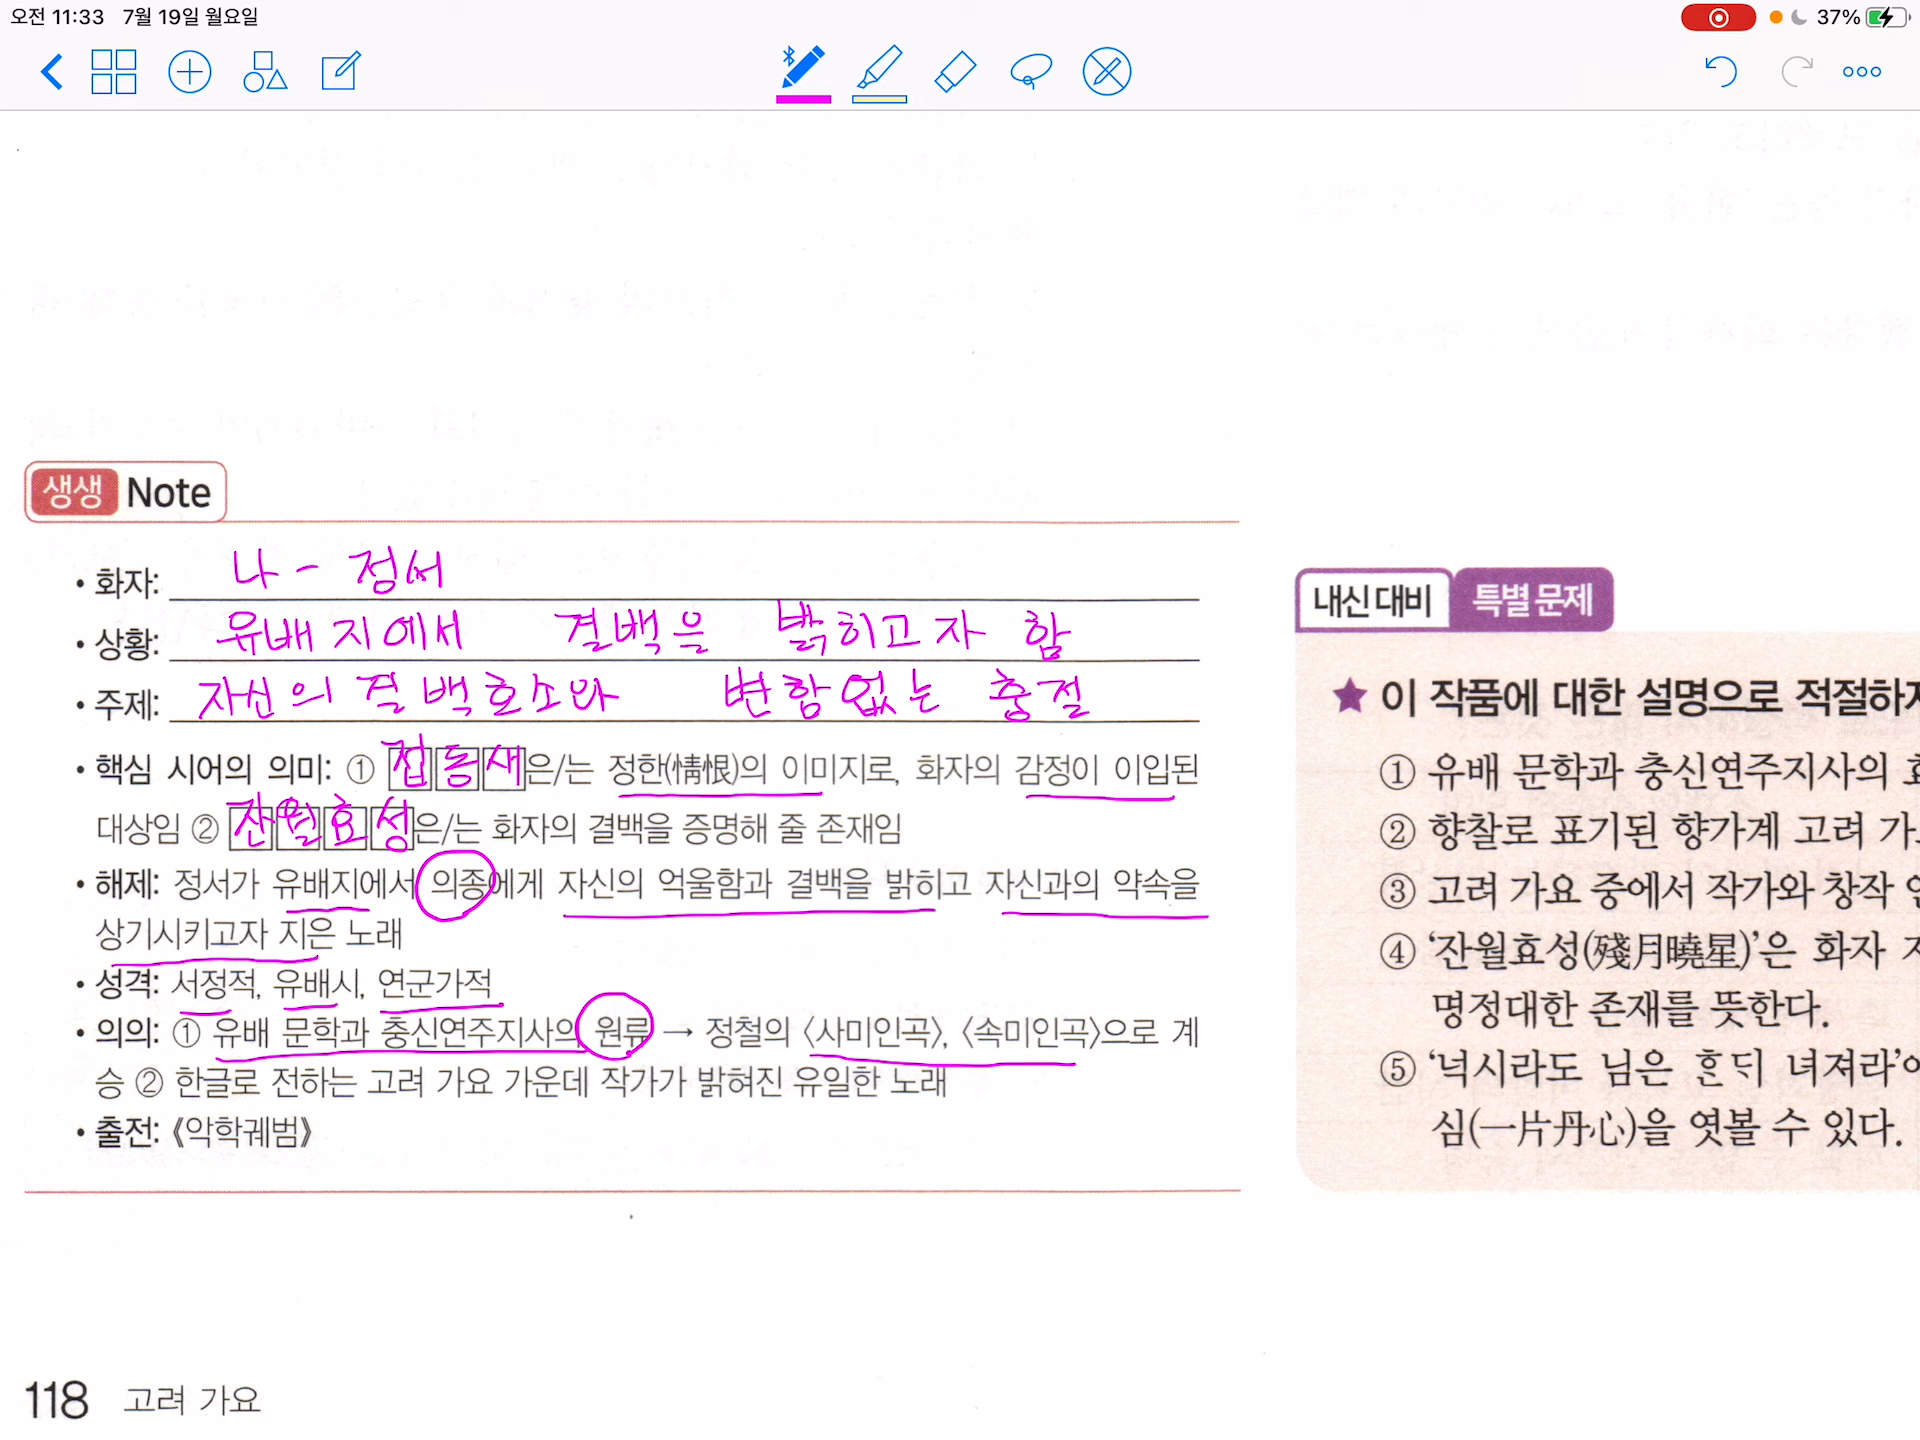 오전 11:33 7월 19일 월요일
37%
생생 Note
• 화자: 나 - 정서
• 상황: 유배지에서 결백을 밝히고자 함
• 주제: 자신의 결백호소와 변함없는 충절
• 핵심 시어의 의미: ① 접동새은/는 정한(情恨)의 이미지로, 화자의 감정이 이입된
대상임 ② 잔월효성은/는 화자의 결백을 증명해 줄 존재임
• 해제: 정서가 유배지에서 의종에게 자신의 억울함과 결백을 밝히고 자신과의 약속을
상기시키고자 지은 노래
• 성격: 서정적, 유배시, 연군가적
• 의의: ① 유배 문학과 충신연주지사의 원류 → 정철의 〈사미인곡〉, 〈속미인곡〉으로 계
승 ② 한글로 전하는 고려 가요 가운데 작가가 밝혀진 유일한 노래
• 출전: 《악학궤범》
내신 대비 특별 문제
★ 이 작품에 대한 설명으로 적절하지
① 유배 문학과 충신연주지사의
② 향찰로 표기된 향가계 고려
③ 고려 가요 중에서 작가와 창작
④ ‘잔월효성(殘月曉星)’은 화자
명정대한 존재를 뜻한다.
⑤ ‘넉시라도 님은 ᄒᆞᆫᄃᆡ 녀져라’
심(一片丹心)을 엿볼 수 있다.
118 고려 가요